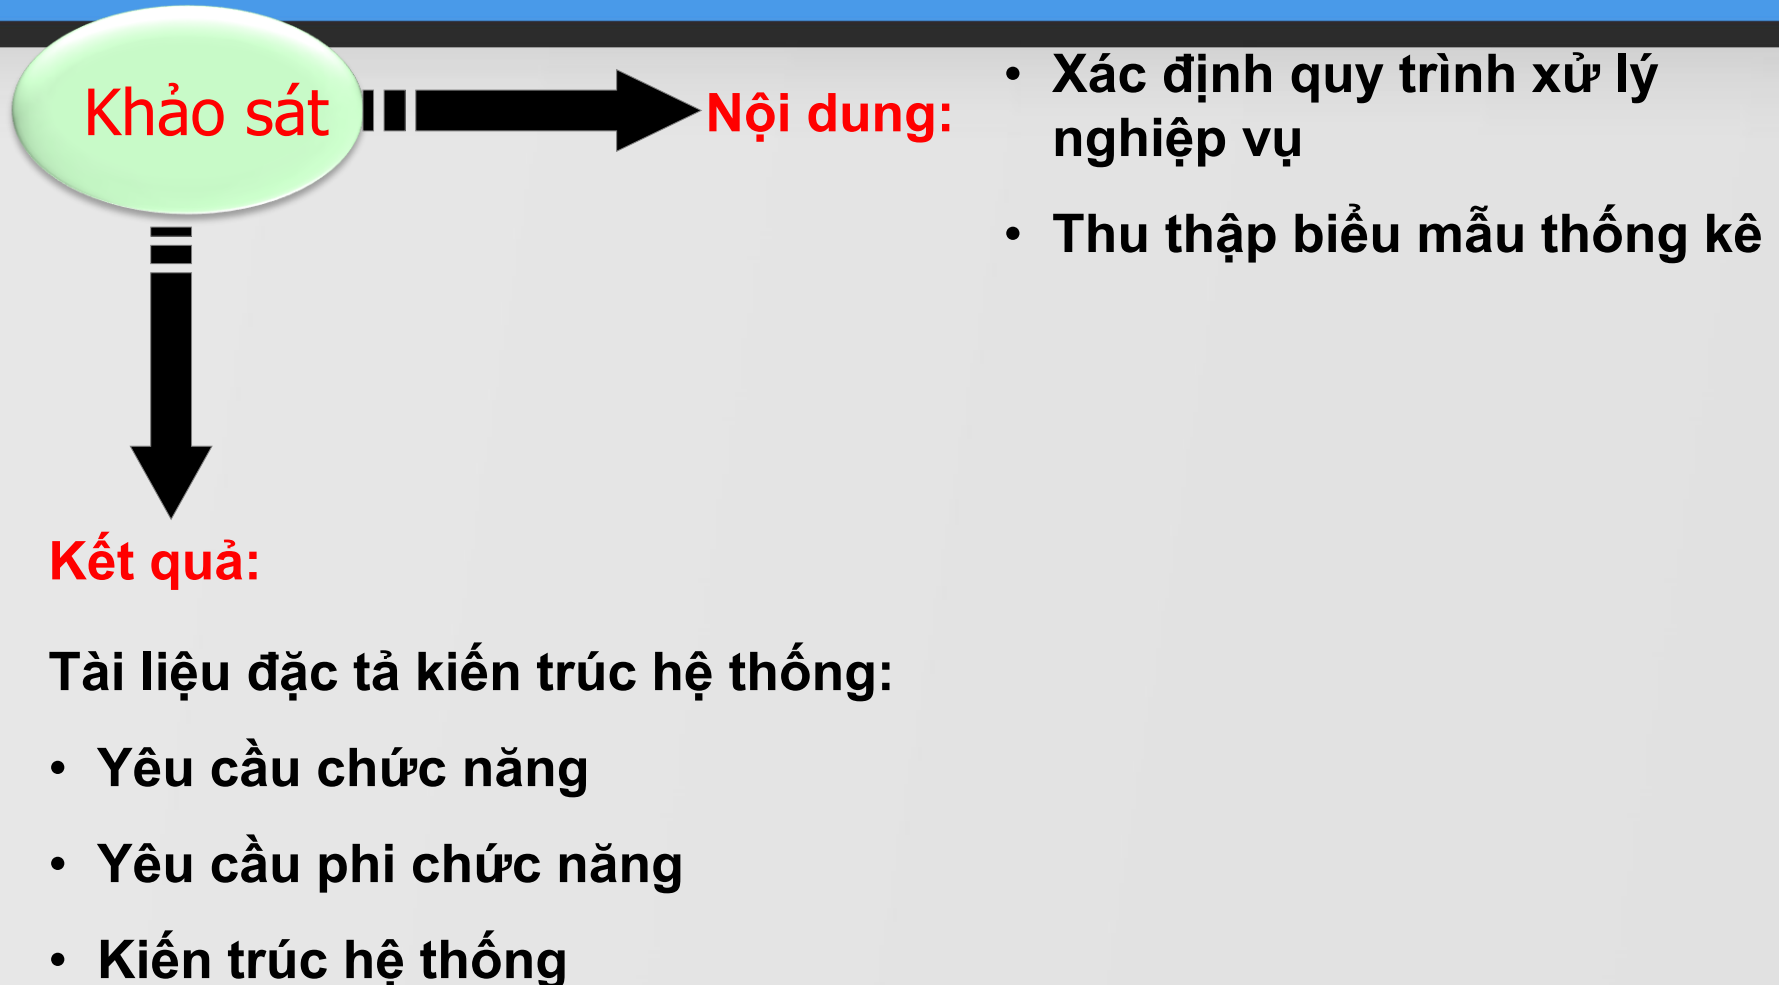 Khảo sát
Nội dung:
• Xác định quy trình xử lý
nghiệp vụ
• Thu thập biểu mẫu thống kê
Kết quả:
Tài liệu đặc tả kiến trúc hệ thống:
• Yêu cầu chức năng
• Yêu cầu phi chức năng
• Kiến trúc hệ thống